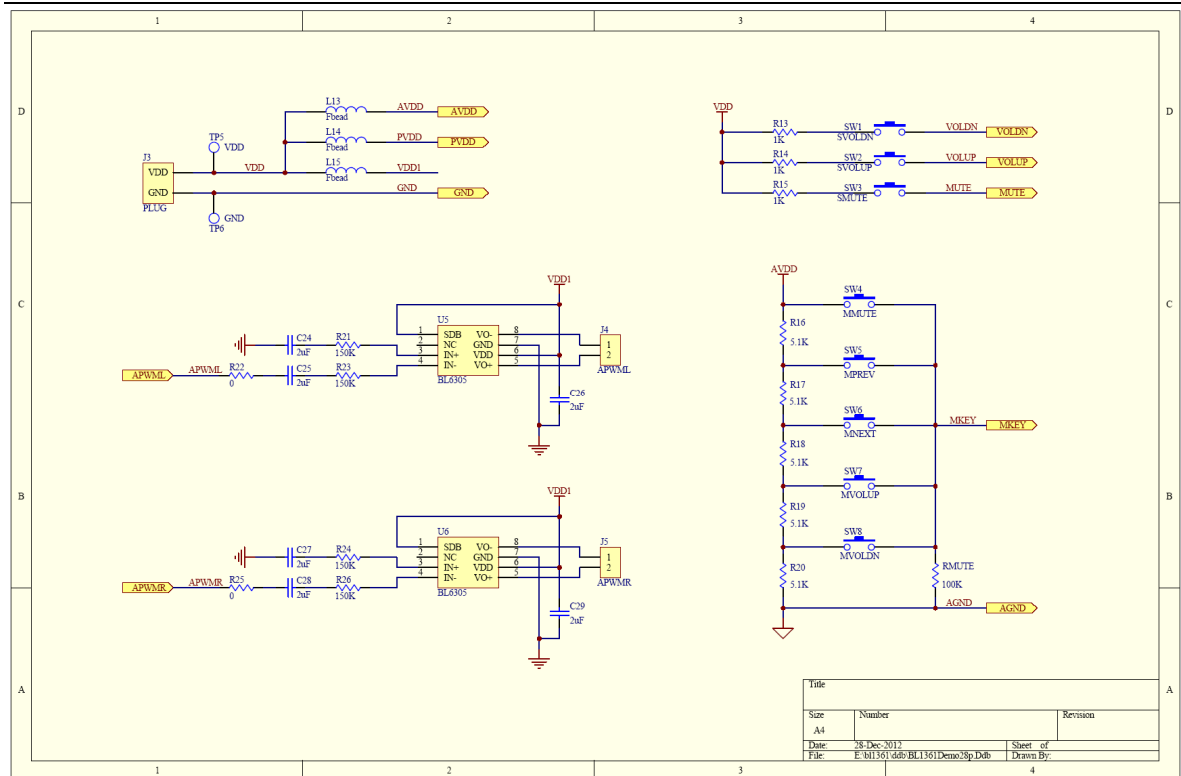 1 2 3 4
D D
L13 AVDD AVDD
Fbead
L14 PVDD PVDD
Fbead
TP5 VDD
J3
VDD VDD
L15 VDD1
Fbead
GND GND GND
PLUG
GND
TP6
VDD
R13 SW1 VOLDN VOLDN
1K SVOLDN
R14 SW2 VOLUP VOLUP
1K SVOLUP
R15 SW3 MUTE MUTE
1K SMUTE
C C
VDD1
U5
1 SDB VO- 8
2 NC GND 7
3 IN+ VDD 6
4 IN- VO+ 5
BL6305
J4
1
2
APWML
C24 R21
2uF 150K
APWML APWML R22 C25 R23
0 2uF 150K
C26
2uF
AVDD
SW4
MMUTE
R16
5.1K
SW5
MPREV
R17
5.1K
SW6
MNEXT
MKEY MKEY
R18
5.1K
SW7
MVOLUP
R19
5.1K
SW8
MVOLDN
R20
5.1K
RMUTE
100K
AGND AGND
B B
VDD1
U6
1 SDB VO- 8
2 NC GND 7
3 IN+ VDD 6
4 IN- VO+ 5
BL6305
J5
1
2
APWMR
C27 R24
2uF 150K
APWMR APWMR R25 C28 R26
0 2uF 150K
C29
2uF
A A
Title
Size Number Revision
A4
Date: 28-Dec-2012 Sheet of
File: E:\bl1361\ddb\BL1361Demo28p.Ddb Drawn By:
1 2 3 4